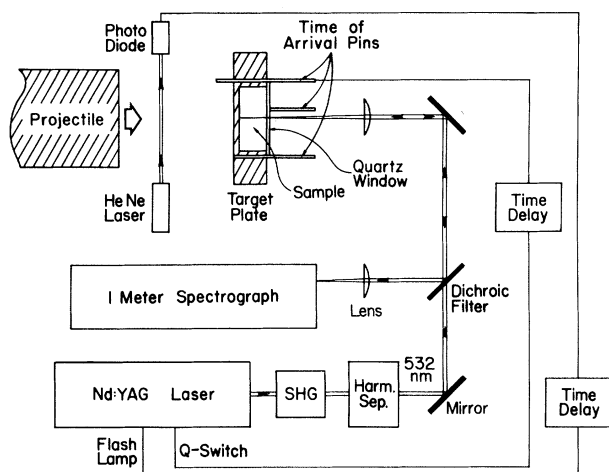 Photo
Diode
Time of
Arrival Pins
Projectile
He Ne
Laser
Target
Plate
Sample
Quartz
Window
Time
Delay
1 Meter Spectrograph
Lens
Dichroic
Filter
532
nm
Nd:YAG Laser
SHG
Harm.
Sep.
Mirror
Time
Delay
Flash
Lamp
Q-Switch